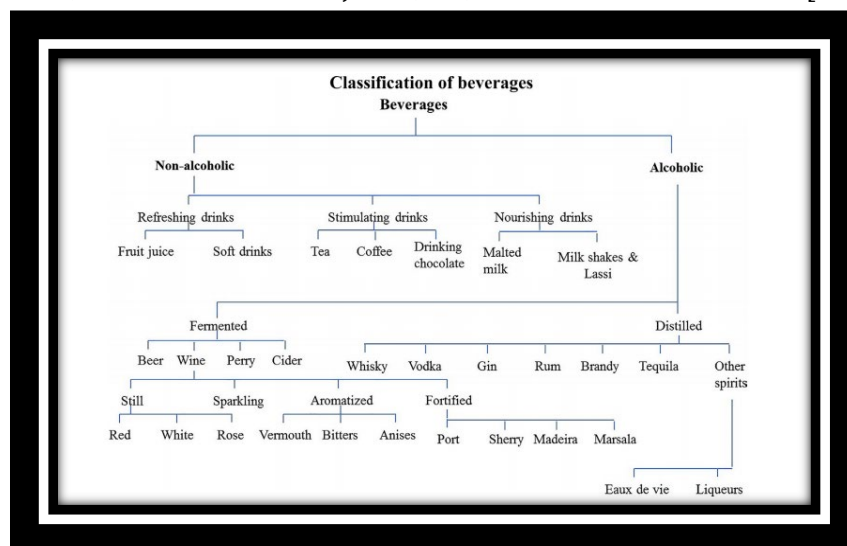 2
Classification of beverages
Beverages
Non-alcoholic
Alcoholic
Refreshing drinks
Stimulating drinks
Nourishing drinks
Fruit juice
Soft drinks
Tea
Coffee
Drinking
chocolate
Malted
milk
Milk shakes &
Lassi
Fermented
Distilled
Beer
Wine
Perry
Cider
Whisky
Vodka
Gin
Rum
Brandy
Tequila
Other
spirits
Still
Sparkling
Aromatized
Fortified
Red
White
Rose
Vermouth
Bitters
Anises
Port
Sherry
Madeira
Marsala
Eaux de vie
Liqueurs